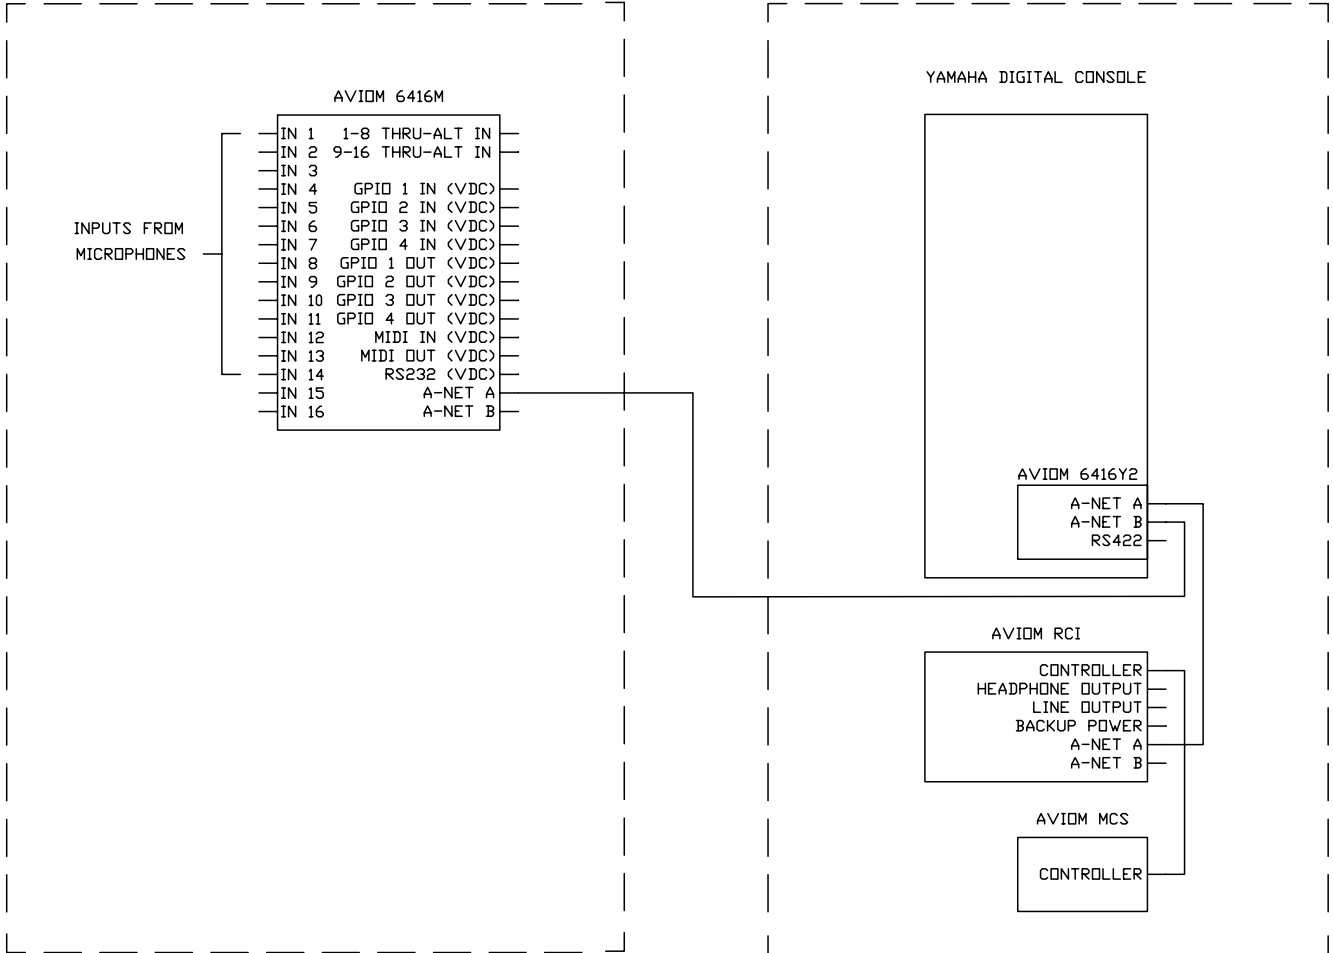 AVIOM 6416M
IN 1 1-8 THRU-ALT IN
IN 2 9-16 THRU-ALT IN
IN 3
IN 4 GPIO 1 IN (VDC)
IN 5 GPIO 2 IN (VDC)
IN 6 GPIO 3 IN (VDC)
IN 7 GPIO 4 IN (VDC)
IN 8 GPIO 1 OUT (VDC)
IN 9 GPIO 2 OUT (VDC)
IN 10 GPIO 3 OUT (VDC)
IN 11 GPIO 4 OUT (VDC)
IN 12 MIDI IN (VDC)
IN 13 MIDI OUT (VDC)
IN 14 RS232 (VDC)
IN 15 A-NET A
IN 16 A-NET B
INPUTS FROM
MICROPHONES
YAMAHA DIGITAL CONSOLE
AVIOM 6416Y2
A-NET A
A-NET B
RS422
AVIOM RCI
CONTROLLER
HEADPHONE OUTPUT
LINE OUTPUT
BACKUP POWER
A-NET A
A-NET B
AVIOM MCS
CONTROLLER